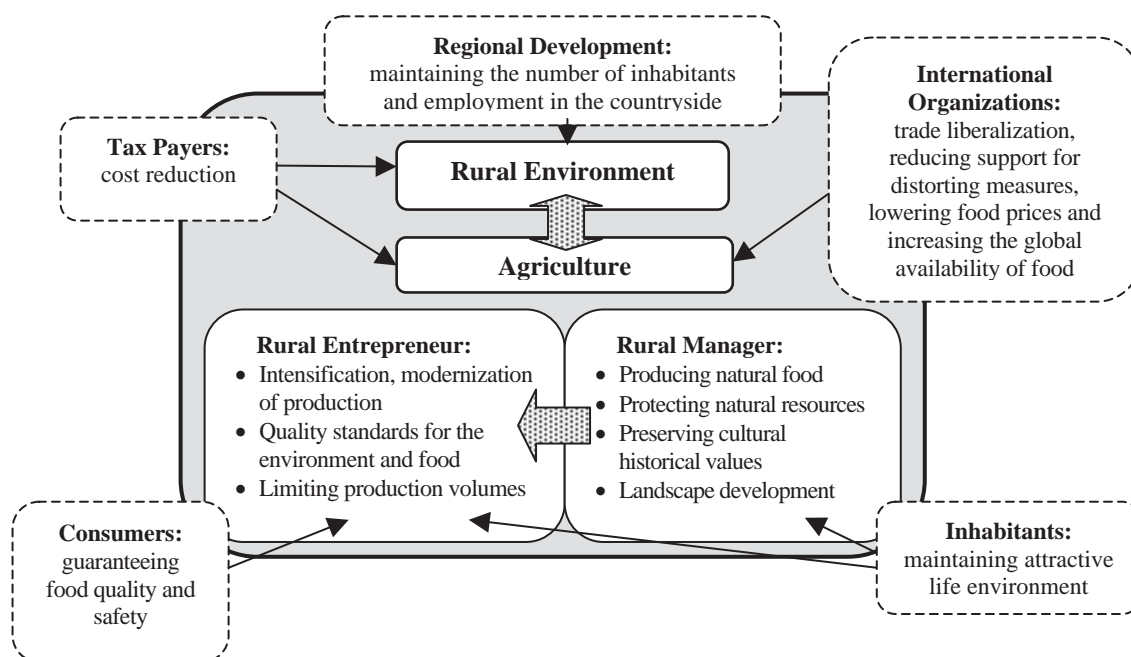 Regional Development:
maintaining the number of inhabitants
and employment in the countryside
International
Organizations:
trade liberalization,
reducing support for
distorting measures,
lowering food prices and
increasing the global
availability of food
Tax Payers:
cost reduction
Rural Environment
Agriculture
Rural Entrepreneur:
• Intensification, modernization
of production
• Quality standards for the
environment and food
• Limiting production volumes
Rural Manager:
• Producing natural food
• Protecting natural resources
• Preserving cultural
historical values
• Landscape development
Consumers:
guaranteeing
food quality and
safety
Inhabitants:
maintaining attractive
life environment